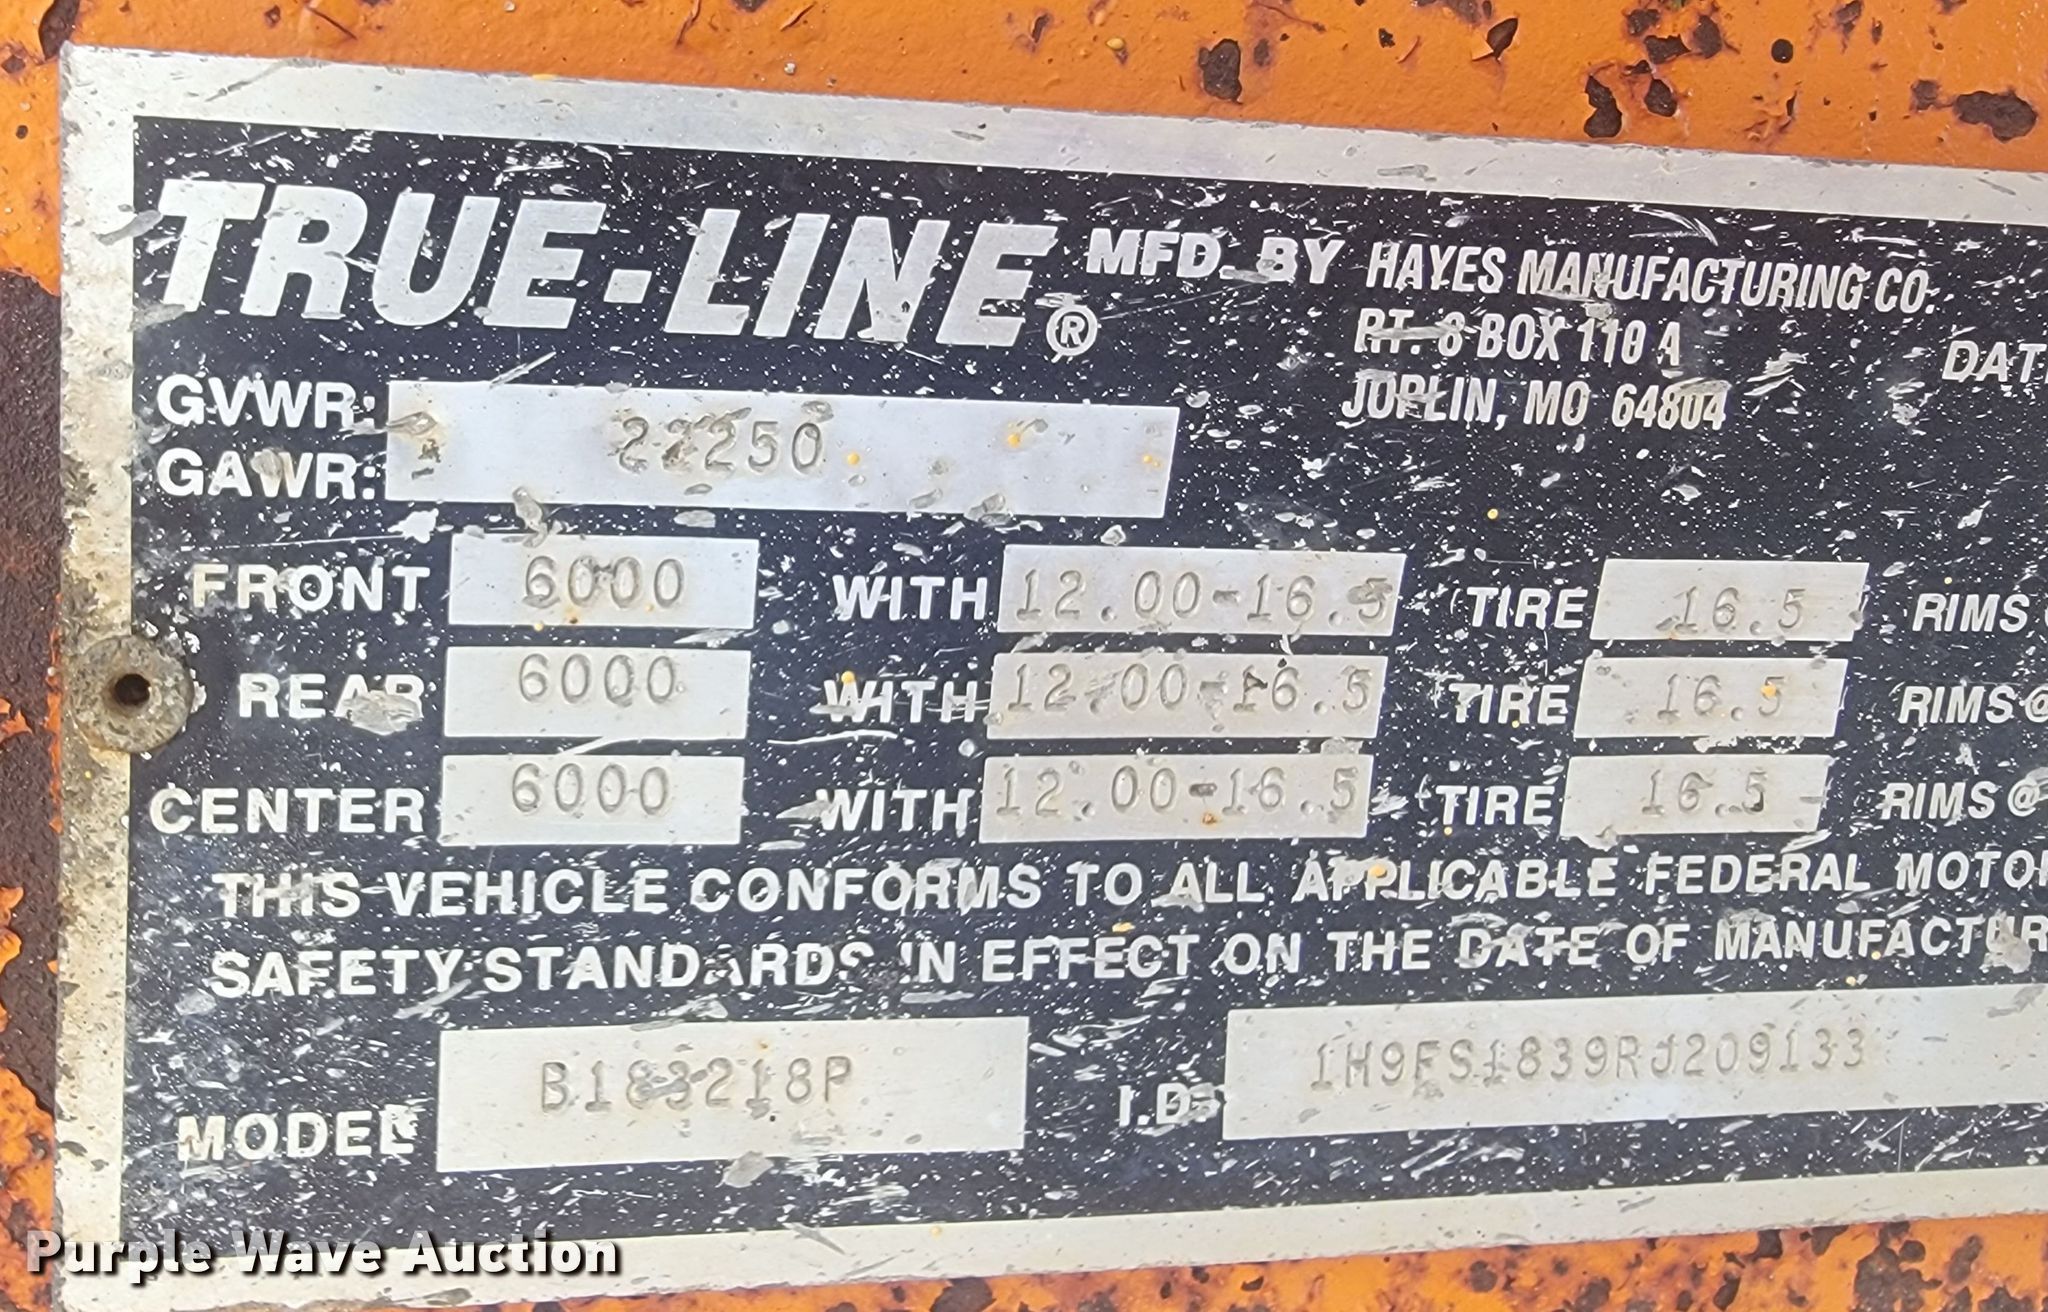 TRUE-LINE® MFD. BY HAYES MANUFACTURING CO.
RT. 8 BOX 110 A
JOPLIN, MO 64804
DAT
GVWR: 22250
GAWR:
FRONT 6000 WITH 12.00-16.5 TIRE 16.5 RIMS
REAR 6000 WITH 12.00-16.5 TIRE 16.5 RIMS @
CENTER 6000 WITH 12.00-16.5 TIRE 16.5 RIMS @
THIS VEHICLE CONFORMS TO ALL APPLICABLE FEDERAL MOTOR
SAFETY STANDARDS IN EFFECT ON THE DATE OF MANUFACTUR
MODEL B183218P I.D. 1H9FS1839RJ209133
Purple Wave Auction